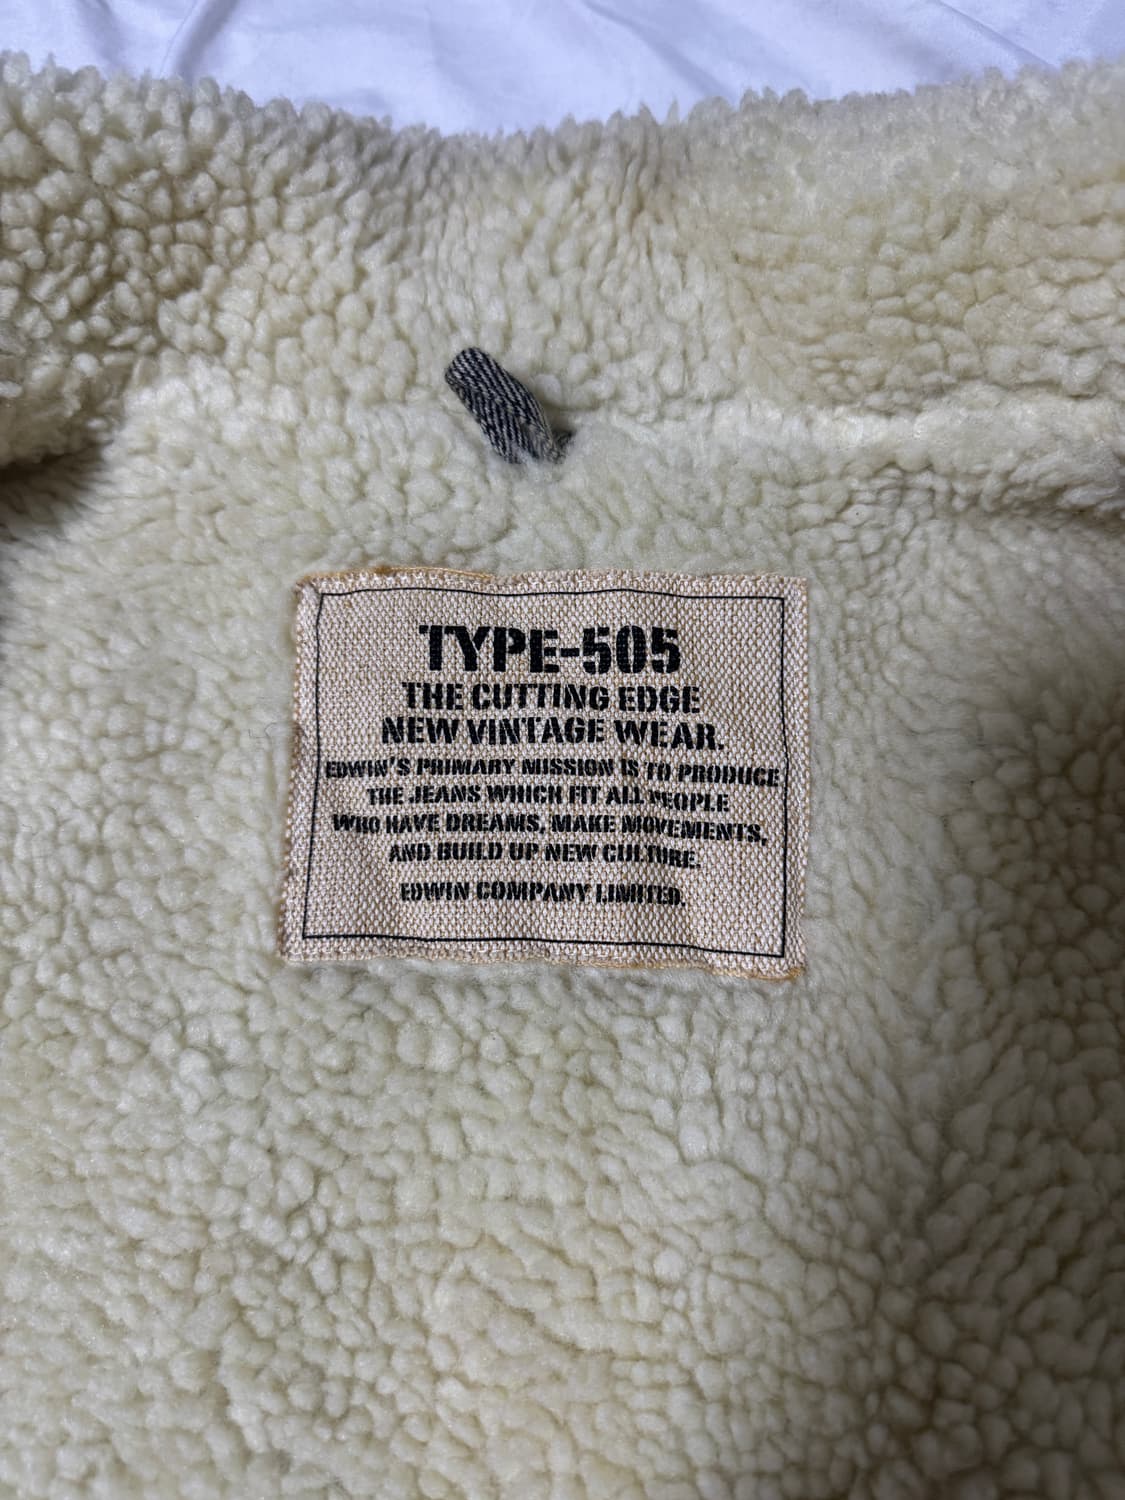 TYPE-505
THE CUTTING EDGE
NEW VINTAGE WEAR.
EDWIN'S PRIMARY MISSION IS TO PRODUCE
THE JEANS WHICH FIT ALL PEOPLE
WHO HAVE DREAMS, MAKE MOVEMENTS,
AND BUILD UP NEW CULTURE.
EDWIN COMPANY LIMITED.